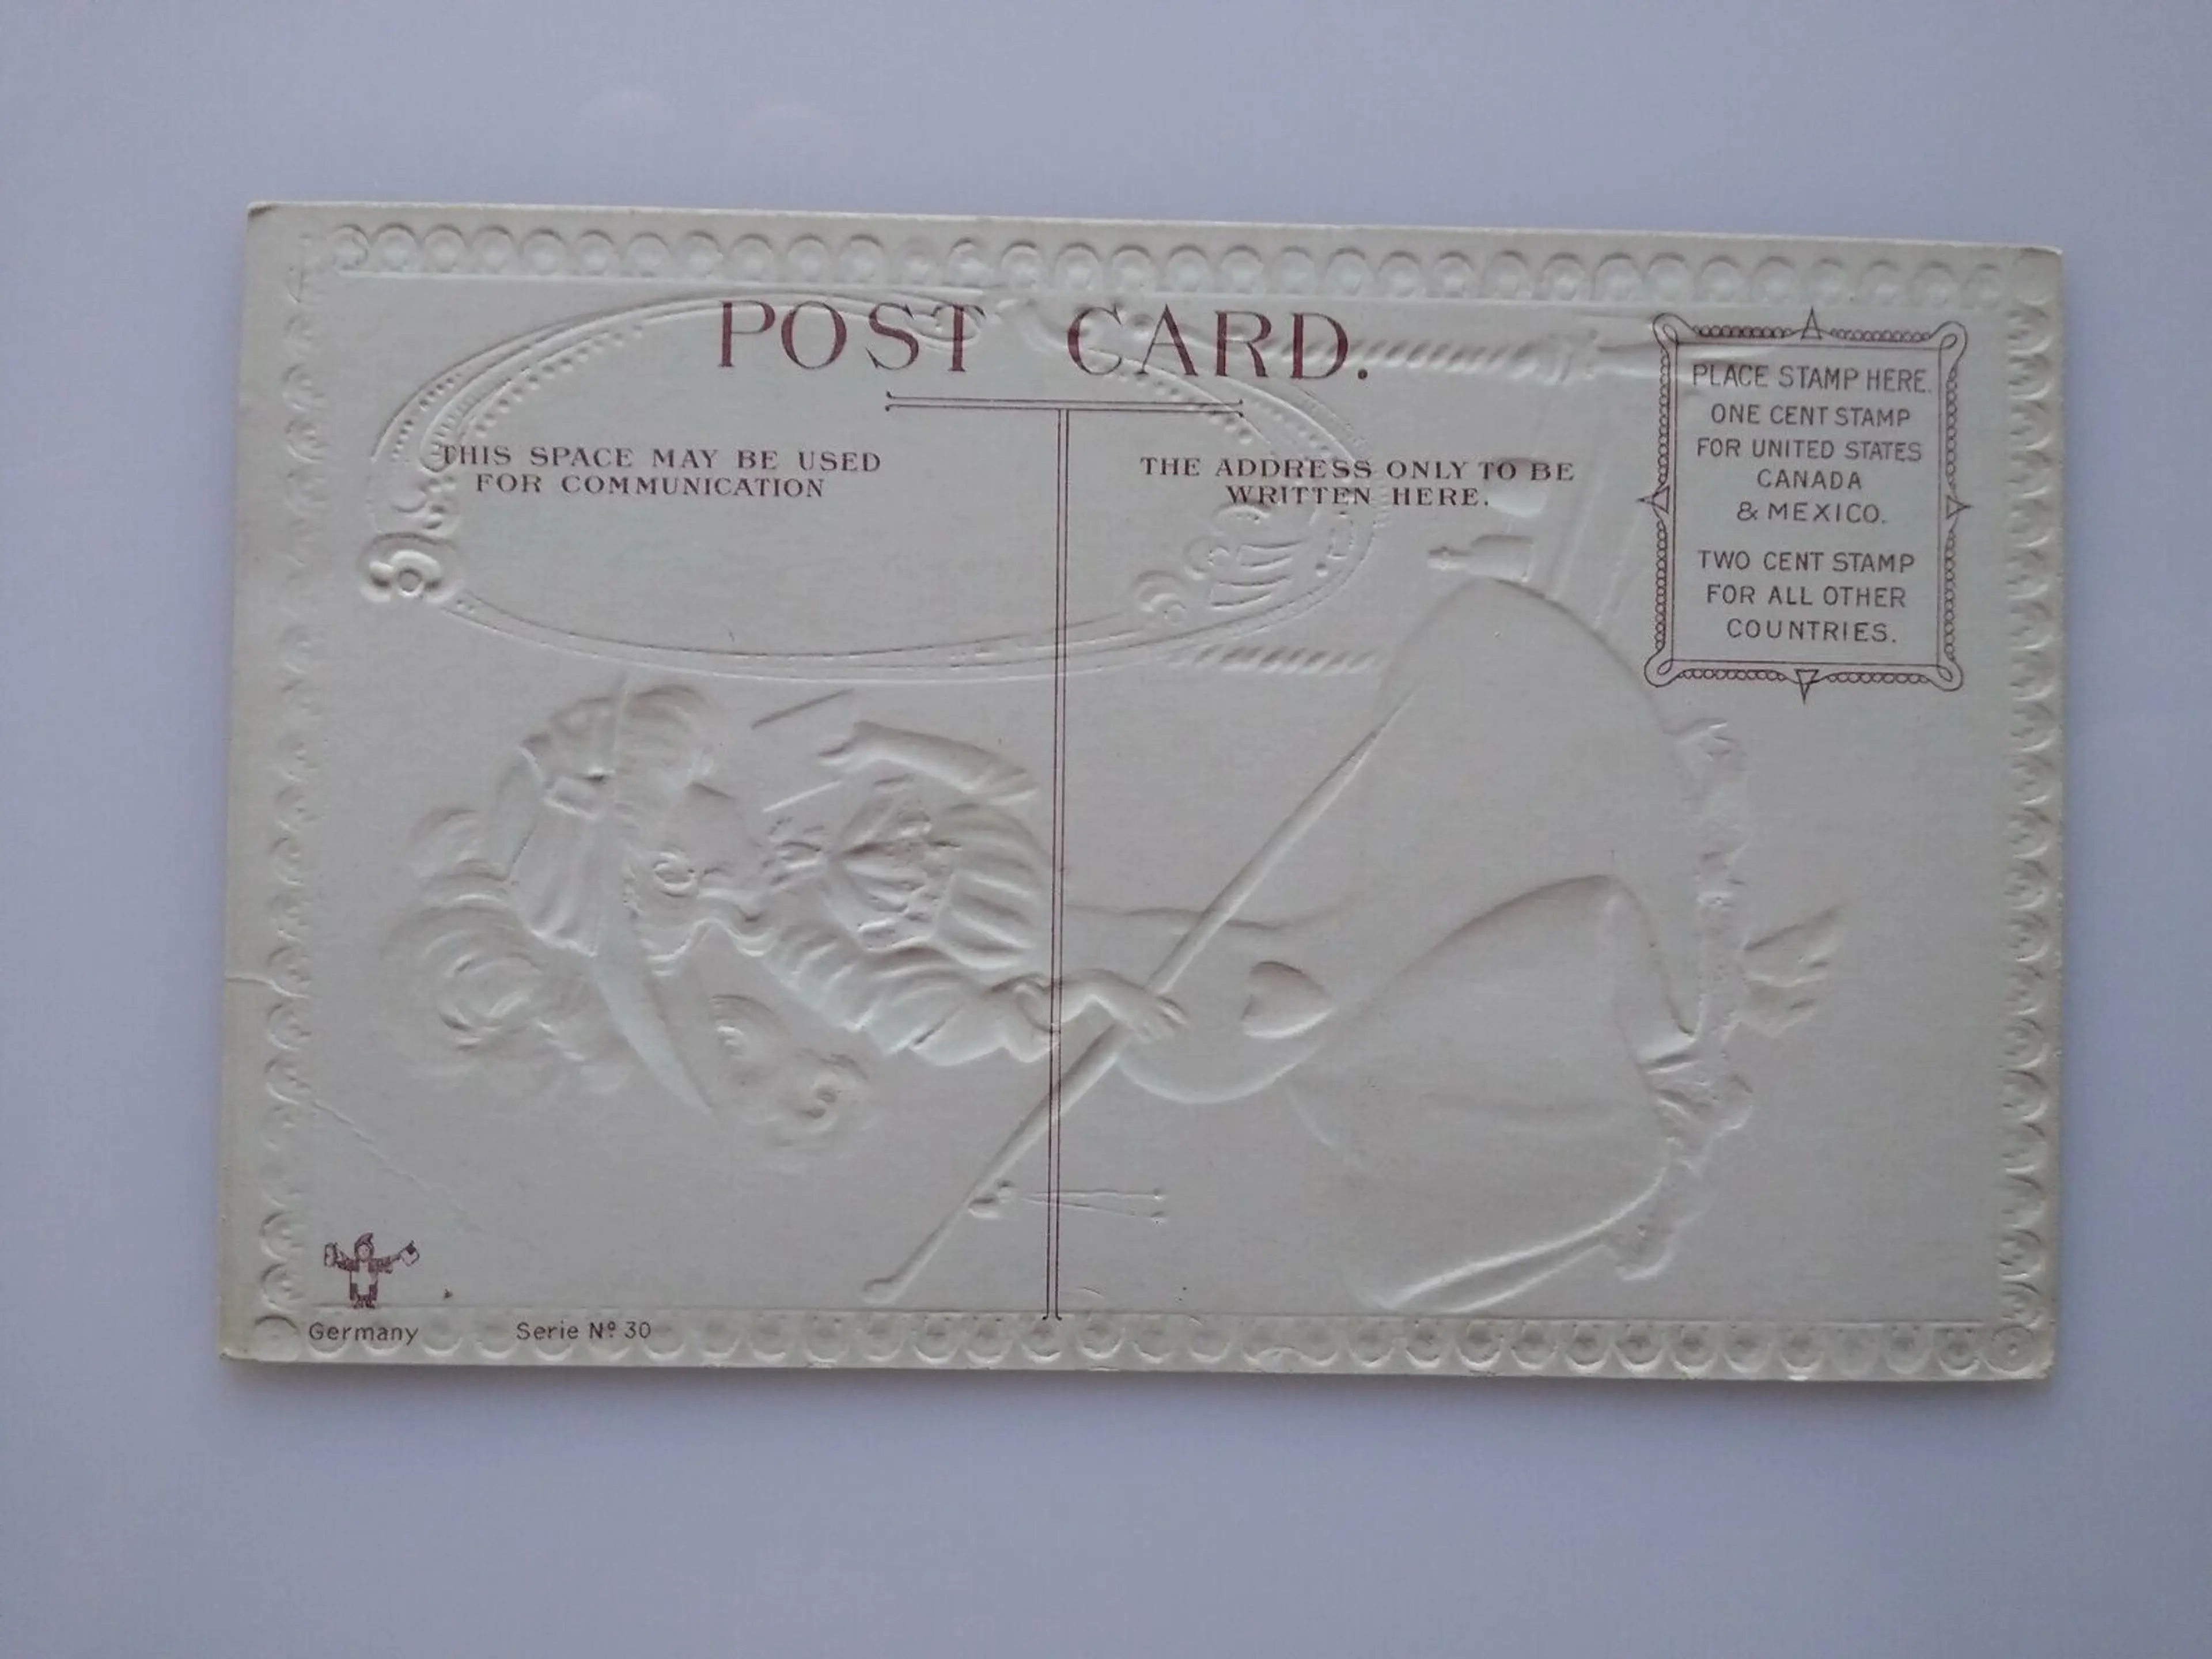 POST CARD.
THIS SPACE MAY BE USED
FOR COMMUNICATION
THE ADDRESS ONLY TO BE
WRITTEN HERE.
PLACE STAMP HERE.
ONE CENT STAMP
FOR UNITED STATES
CANADA
& MEXICO.
TWO CENT STAMP
FOR ALL OTHER
COUNTRIES.
Germany
Serie Nº 30